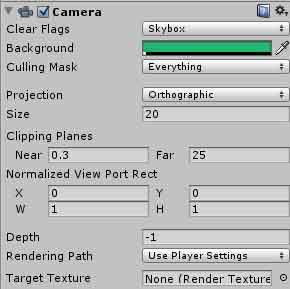 Camera
Clear Flags Skybox
Background
Culling Mask Everything
Projection Orthographic
Size 20
Clipping Planes
Near 0.3 Far 25
Normalized View Port Rect
X 0 Y 0
W 1 H 1
Depth -1
Rendering Path Use Player Settings
Target Texture None (Render Texture